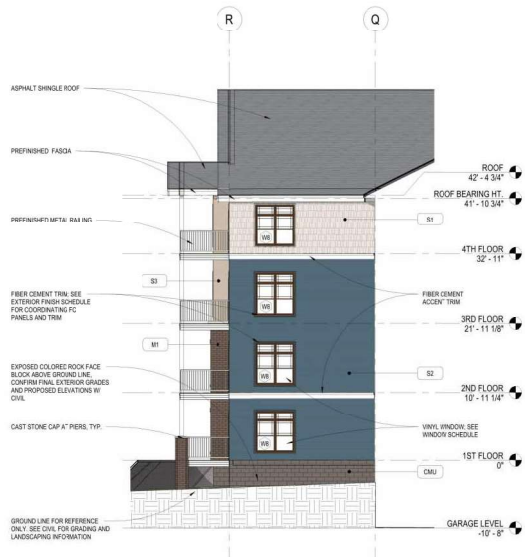 R
Q
ASPHALT SHINGLE ROOF
PREFINISHED FASCIA
ROOF
42' - 4 3/4"
ROOF BEARING HT.
41' - 10 3/4"
PREFINISHED METAL RAILING
S1
W8
4TH FLOOR
32' - 11"
S3
FIBER CEMENT TRIM; SEE
EXTERIOR FINISH SCHEDULE
FOR COORDINATING FC
PANELS AND TRIM
FIBER CEMENT
ACCENT TRIM
W8
3RD FLOOR
21' - 11 1/8"
M1
EXPOSED COLORED ROCK FACE
BLOCK ABOVE GROUND LINE,
CONFIRM FINAL EXTERIOR GRADES
AND PROPOSED ELEVATIONS W/
CIVIL
S2
W8
2ND FLOOR
10' - 11 1/4"
CAST STONE CAP AT PIERS, TYP.
VINYL WINDOW; SEE
WINDOW SCHEDULE
W8
1ST FLOOR
0"
CMU
GROUND LINE FOR REFERENCE
ONLY. SEE CIVIL FOR GRADING AND
LANDSCAPING INFORMATION
GARAGE LEVEL
-10' - 8"